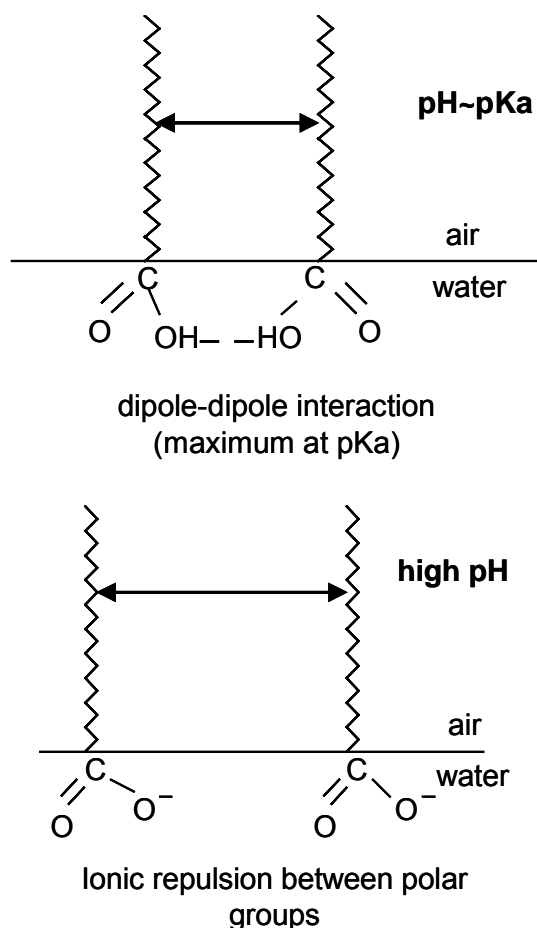 pH~pKa
air
water
C
C
O
OH– –HO
O
dipole-dipole interaction
(maximum at pKa)
high pH
air
water
C
C
O
O–
O
O–
Ionic repulsion between polar
groups